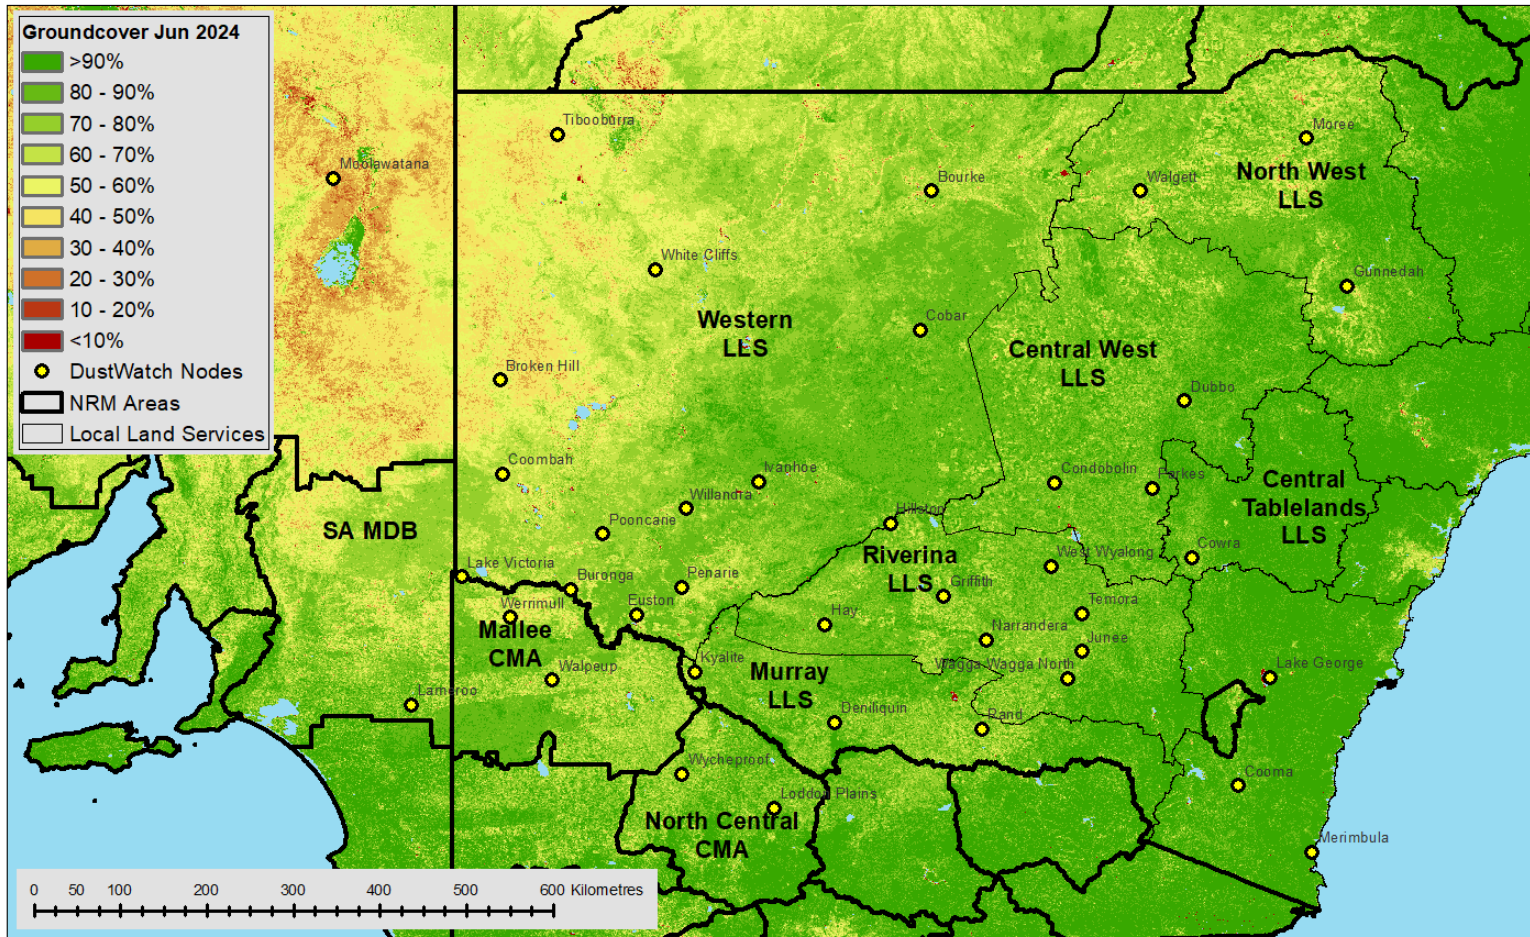 Groundcover Jun 2024
>90%
80 - 90%
70 - 80%
60 - 70%
50 - 60%
40 - 50%
30 - 40%
20 - 30%
10 - 20%
<10%
DustWatch Nodes
NRM Areas
Local Land Services
Tibooburra
Moolawatana
Moree
Bourke
Walgett
North West
LLS
White Cliffs
Gunnedah
Western
LLS
Cobar
Central West
LLS
Broken Hill
Dubbo
Coombah
Ivanhoe
Condobolin
Parkes
Willandra
Central
Tablelands
LLS
SA MDB
Pooncarie
Hillston
Riverina
LLS
West Wyalong
Cowra
Lake Victoria
Buronga
Penarie
Griffith
Werrimull
Euston
Hay
Temora
Mallee
CMA
Narrandera
Junee
Walpeup
Kyalite
Murray
LLS
Wagga Wagga North
Lake George
Lameroo
Deniliquin
Rand
Wycheproof
Cooma
Loddon Plains
North Central
CMA
Merimbula
0 50 100 200 300 400 500 600 Kilometres